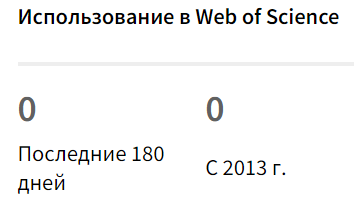 Использование в Web of Science
0
Последние 180
дней
0
С 2013 г.